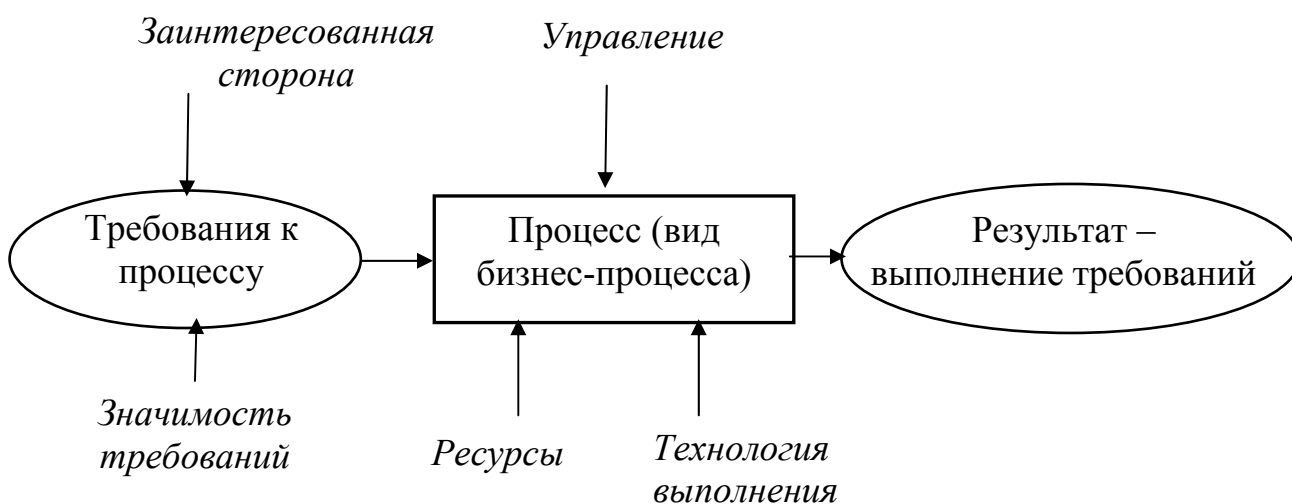 Заинтересованная
сторона
Управление
Требования к
процессу
Процесс (вид
бизнес-процесса)
Результат –
выполнение требований
Значимость
требований
Ресурсы
Технология
выполнения